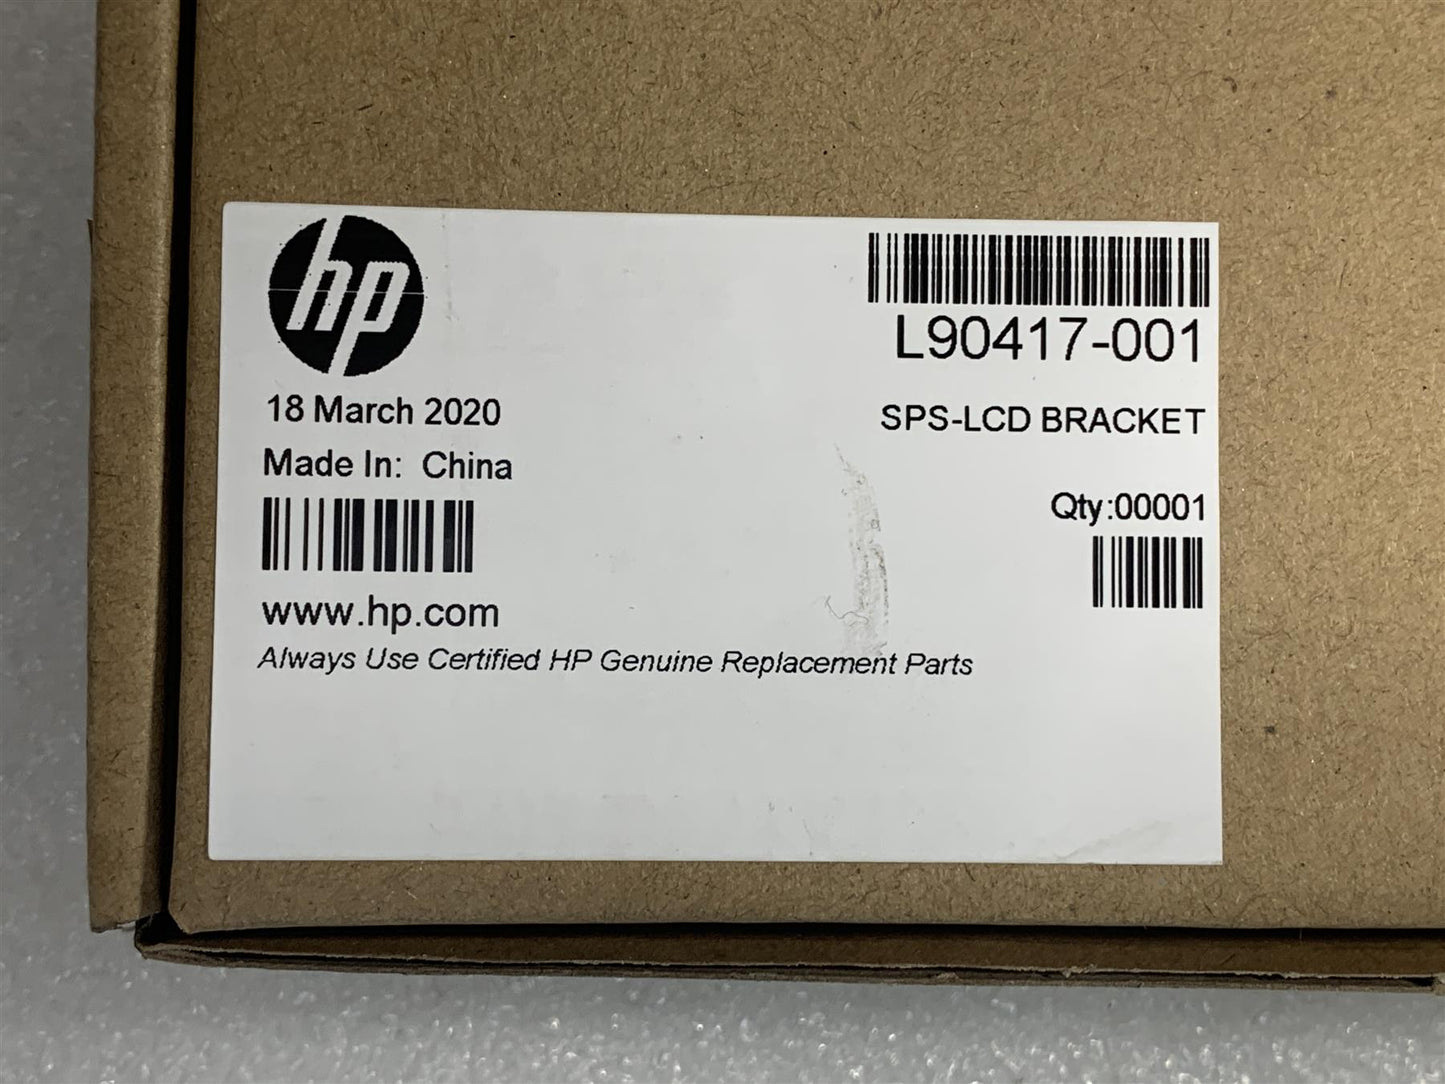 hp
L90417-001
18 March 2020
SPS-LCD BRACKET
Made In: China
Qty:00001
www.hp.com
Always Use Certified HP Genuine Replacement Parts